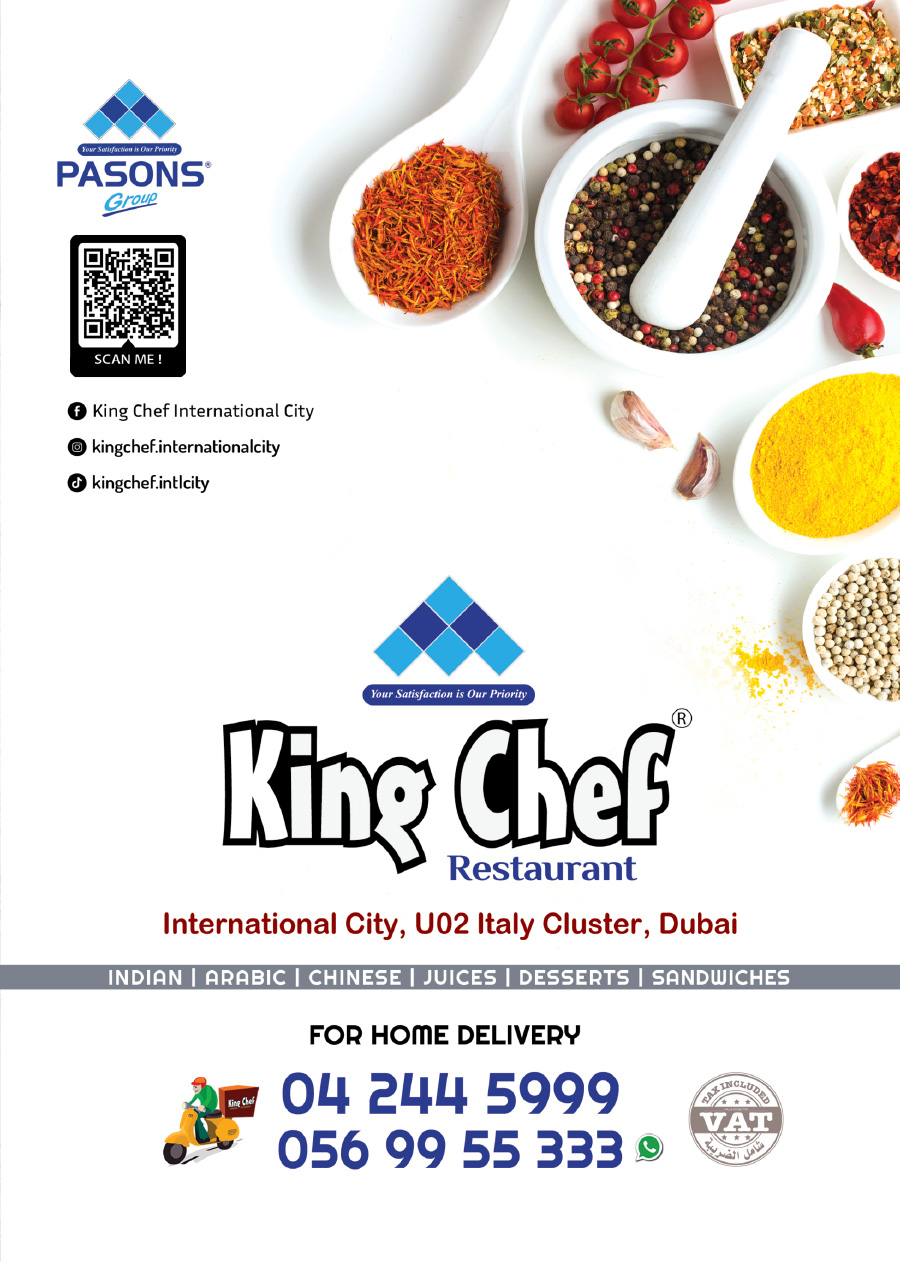 Your Satisfaction is Our Priority
PASONS®
Group
SCAN ME !
King Chef International City
kingchef.internationalcity
kingchef.intlcity
Your Satisfaction is Our Priority
King Chef®
Restaurant
International City, U02 Italy Cluster, Dubai
INDIAN | ARABIC | CHINESE | JUICES | DESSERTS | SANDWICHES
FOR HOME DELIVERY
King Chef
04 244 5999
056 99 55 333
TAX INCLUDED
VAT
شامل الضريبة